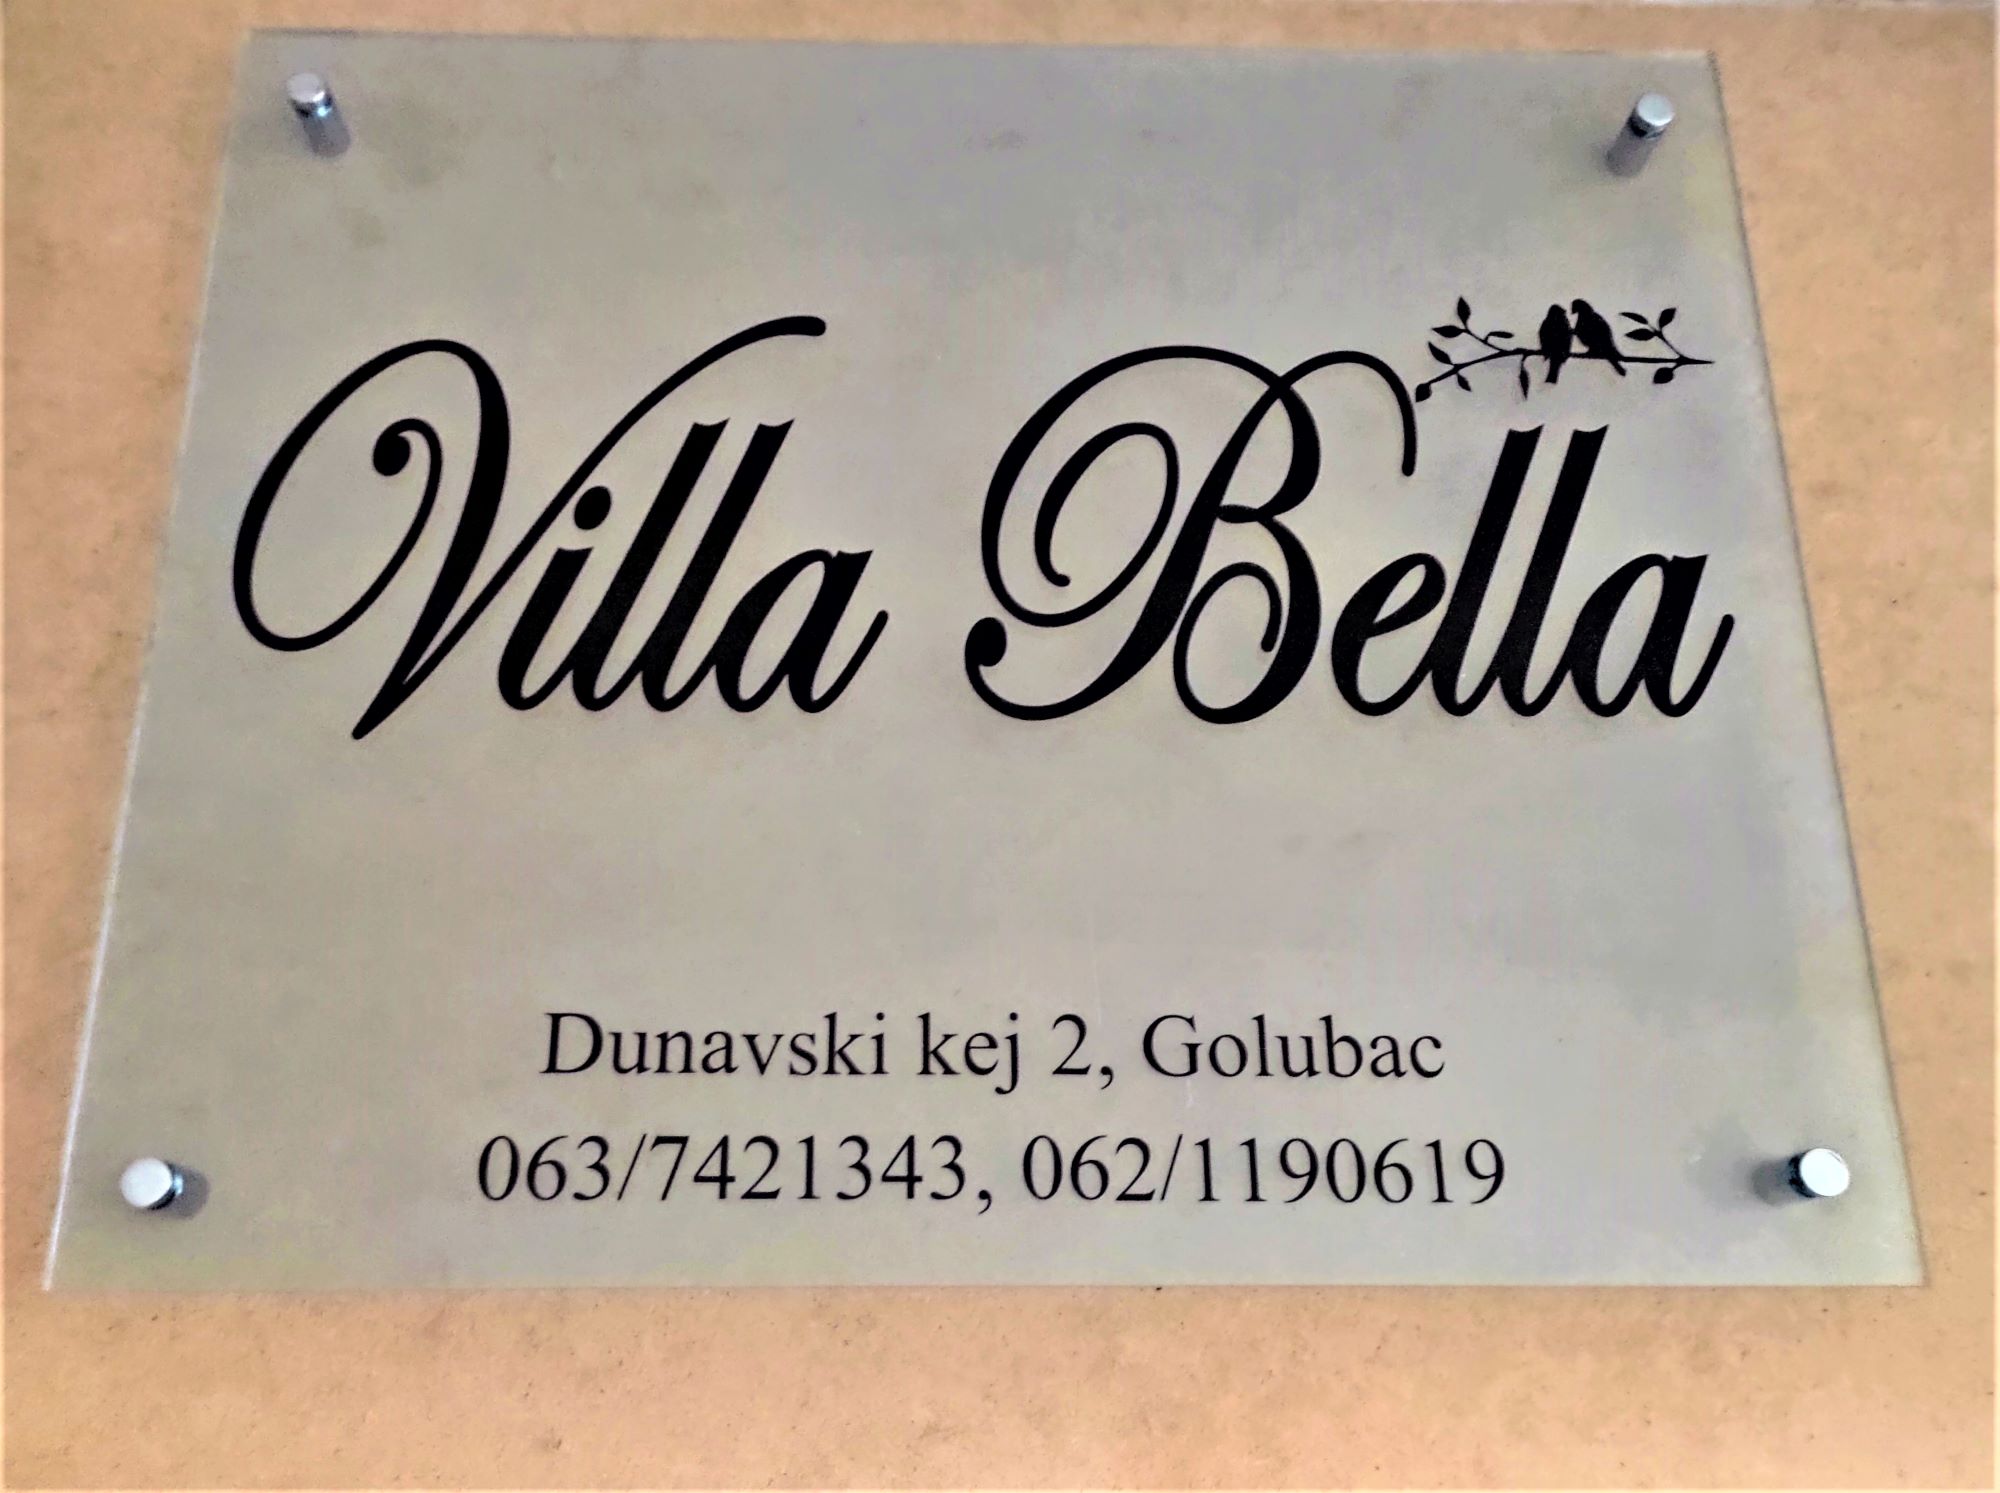 Villa Bella
Dunavski kej 2, Golubac
063/7421343, 062/1190619